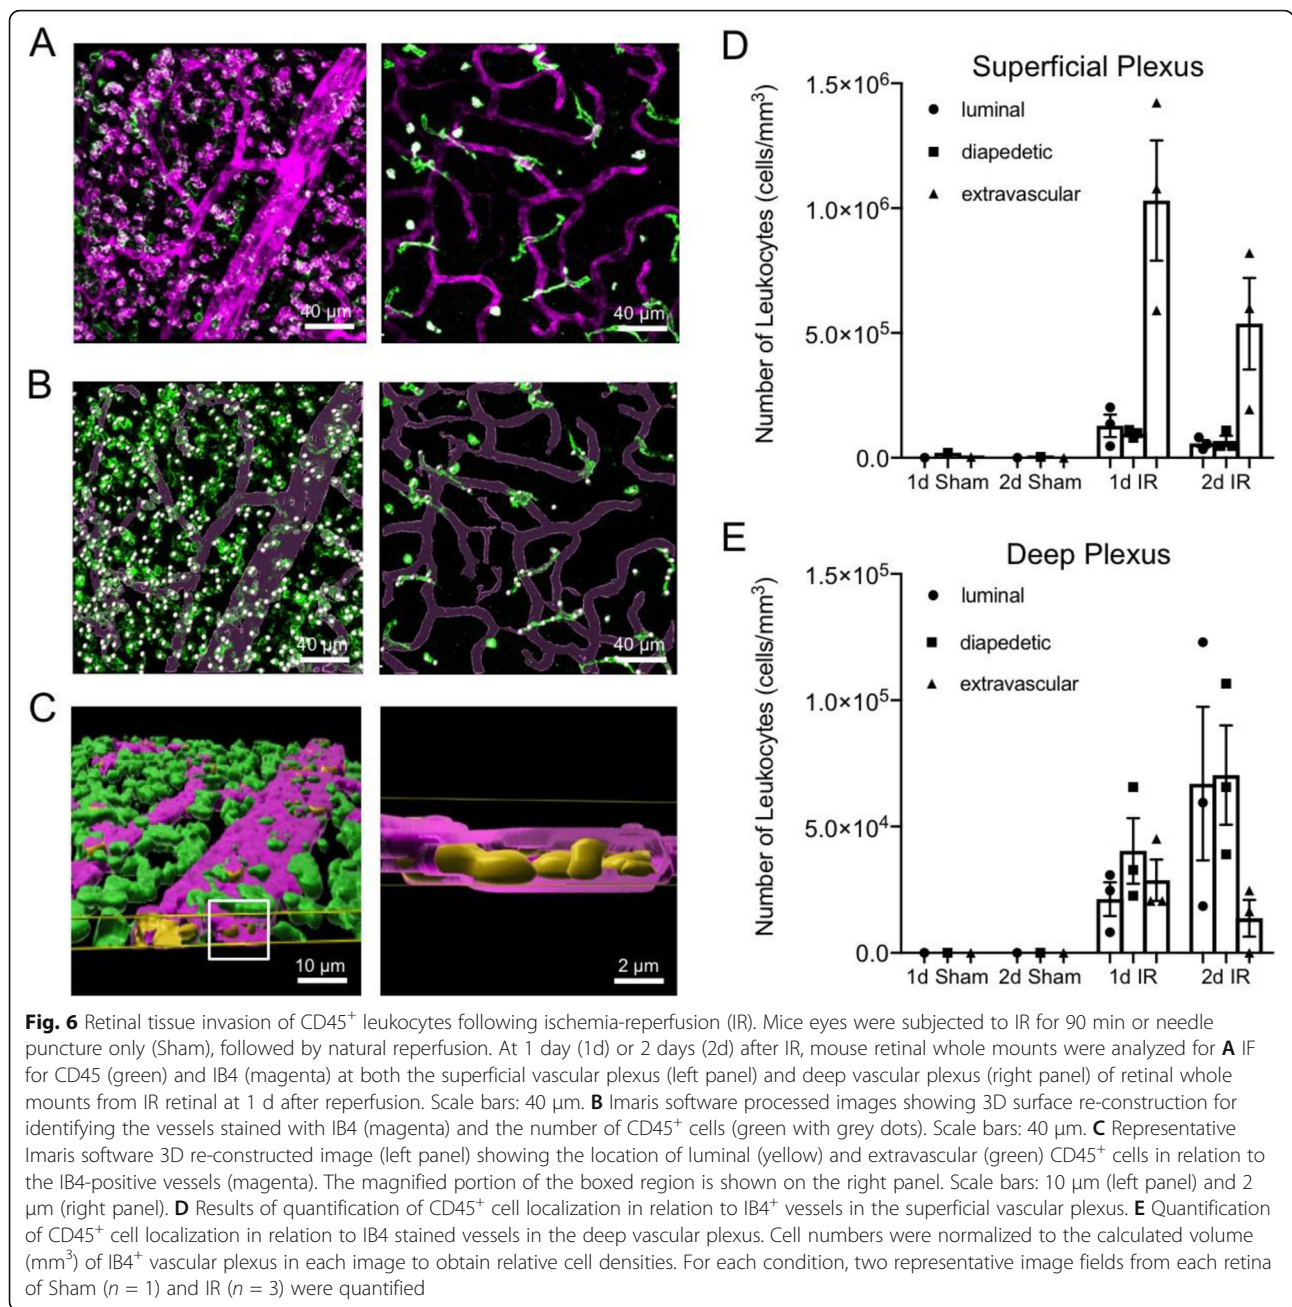 A
40 µm
40 µm
B
40 µm
40 µm
C
10 µm
2 µm
D
Superficial Plexus
Number of Leukocytes (cells/mm³)
1.5×10⁶
1.0×10⁶
5.0×10⁵
0.0
luminal
diapedetic
extravascular
1d Sham 2d Sham 1d IR 2d IR
E
Deep Plexus
Number of Leukocytes (cells/mm³)
1.5×10⁵
1.0×10⁵
5.0×10⁴
0.0
luminal
diapedetic
extravascular
1d Sham 2d Sham 1d IR 2d IR
Fig. 6 Retinal tissue invasion of CD45⁺ leukocytes following ischemia-reperfusion (IR). Mice eyes were subjected to IR for 90 min or needle
puncture only (Sham), followed by natural reperfusion. At 1 day (1d) or 2 days (2d) after IR, mouse retinal whole mounts were analyzed for A IF
for CD45 (green) and IB4 (magenta) at both the superficial vascular plexus (left panel) and deep vascular plexus (right panel) of retinal whole
mounts from IR retinal at 1 d after reperfusion. Scale bars: 40 µm. B Imaris software processed images showing 3D surface re-construction for
identifying the vessels stained with IB4 (magenta) and the number of CD45⁺ cells (green with grey dots). Scale bars: 40 µm. C Representative
Imaris software 3D re-constructed image (left panel) showing the location of luminal (yellow) and extravascular (green) CD45⁺ cells in relation to
the IB4-positive vessels (magenta). The magnified portion of the boxed region is shown on the right panel. Scale bars: 10 µm (left panel) and 2
µm (right panel). D Results of quantification of CD45⁺ cell localization in relation to IB4⁺ vessels in the superficial vascular plexus. E Quantification
of CD45⁺ cell localization in relation to IB4 stained vessels in the deep vascular plexus. Cell numbers were normalized to the calculated volume
(mm³) of IB4⁺ vascular plexus in each image to obtain relative cell densities. For each condition, two representative image fields from each retina
of Sham (n = 1) and IR (n = 3) were quantified